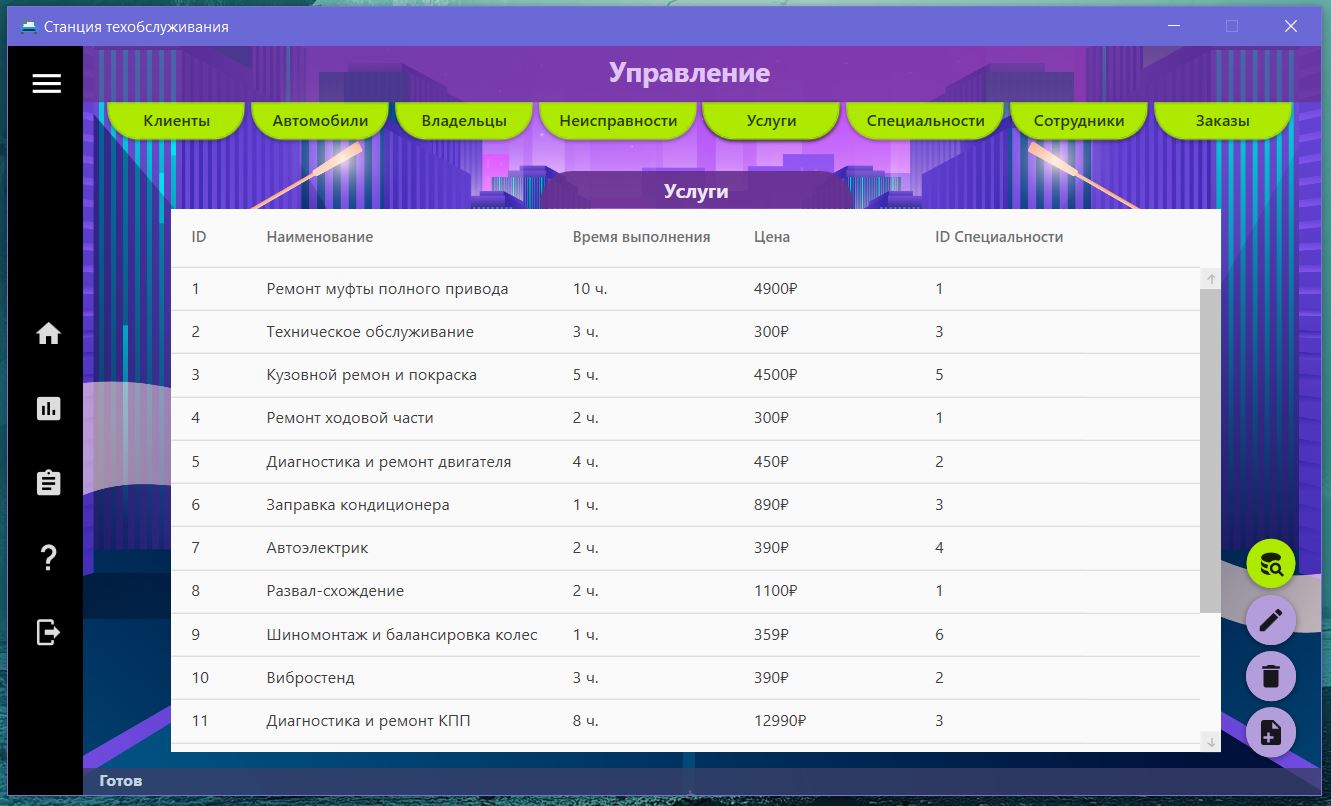 Станция техобслуживания
Управление
Клиенты Автомобили Владельцы Неисправности Услуги Специальности Сотрудники Заказы
Услуги
ID Наименование Время выполнения Цена ID Специальности
1 Ремонт муфты полного привода 10 ч. 4900₽ 1
2 Техническое обслуживание 3 ч. 300₽ 3
3 Кузовной ремон и покраска 5 ч. 4500₽ 5
4 Ремонт ходовой части 2 ч. 300₽ 1
5 Диагностика и ремонт двигателя 4 ч. 450₽ 2
6 Заправка кондиционера 1 ч. 890₽ 3
7 Автоэлектрик 2 ч. 390₽ 4
8 Развал-схождение 2 ч. 1100₽ 1
9 Шиномонтаж и балансировка колес 1 ч. 359₽ 6
10 Вибростенд 3 ч. 390₽ 2
11 Диагностика и ремонт КПП 8 ч. 12990₽ 3
Готов